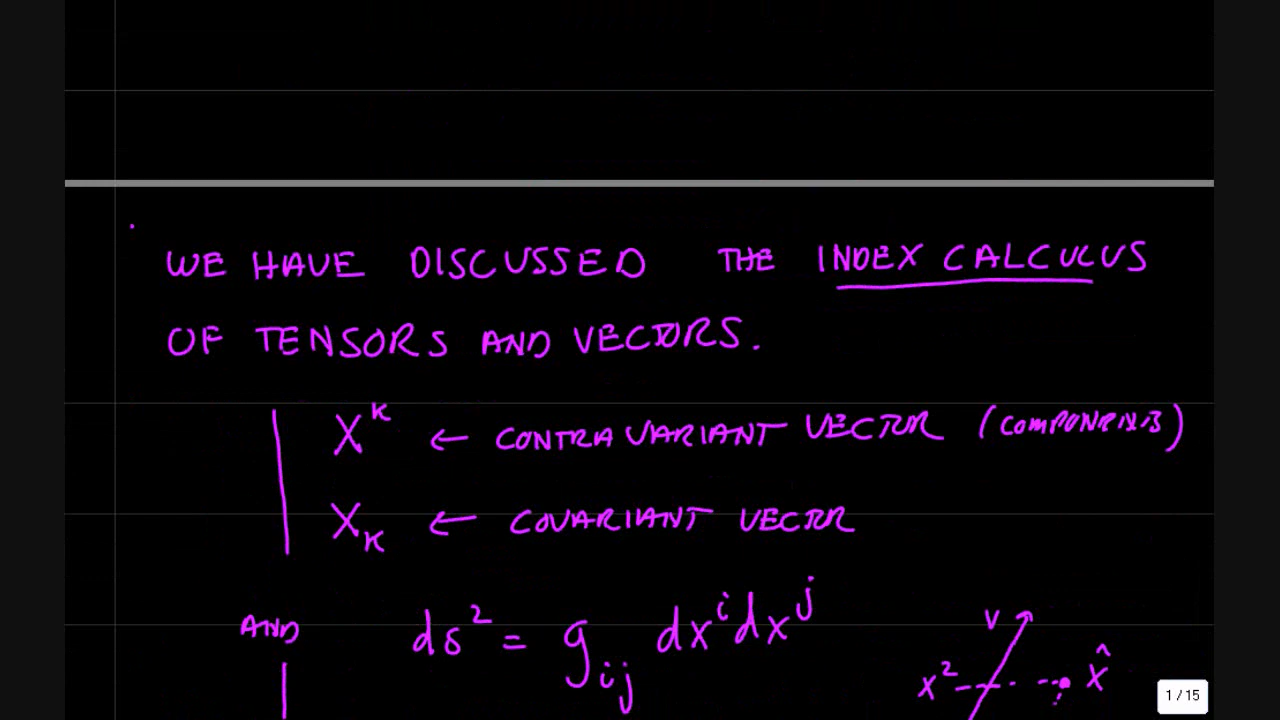 WE HAVE DISCUSSED THE INDEX CALCULUS
OF TENSORS AND VECTORS.
X^k ← CONTRAVARIANT VECTOR (COMPONENTS)
X_k ← COVARIANT VECTOR
AND ds² = g_ij dx^i dx^j
v
x² x̂
1 / 15